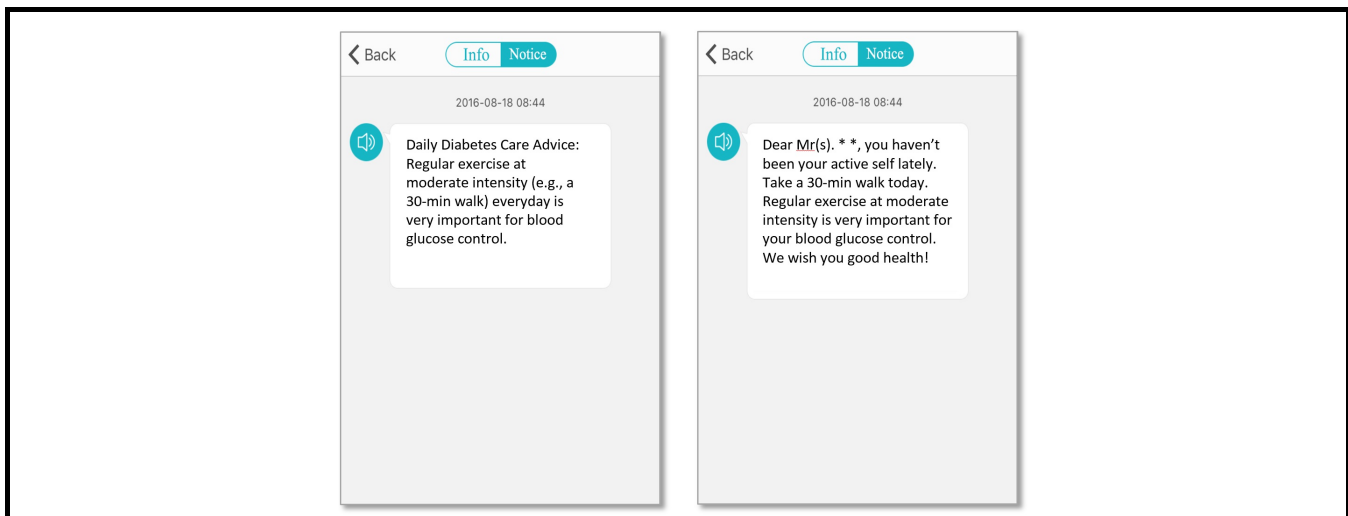 Back Info Notice
2016-08-18 08:44
Daily Diabetes Care Advice:
Regular exercise at
moderate intensity (e.g., a
30-min walk) everyday is
very important for blood
glucose control.
Back Info Notice
2016-08-18 08:44
Dear Mr(s). * *, you haven’t
been your active self lately.
Take a 30-min walk today.
Regular exercise at moderate
intensity is very important for
your blood glucose control.
We wish you good health!